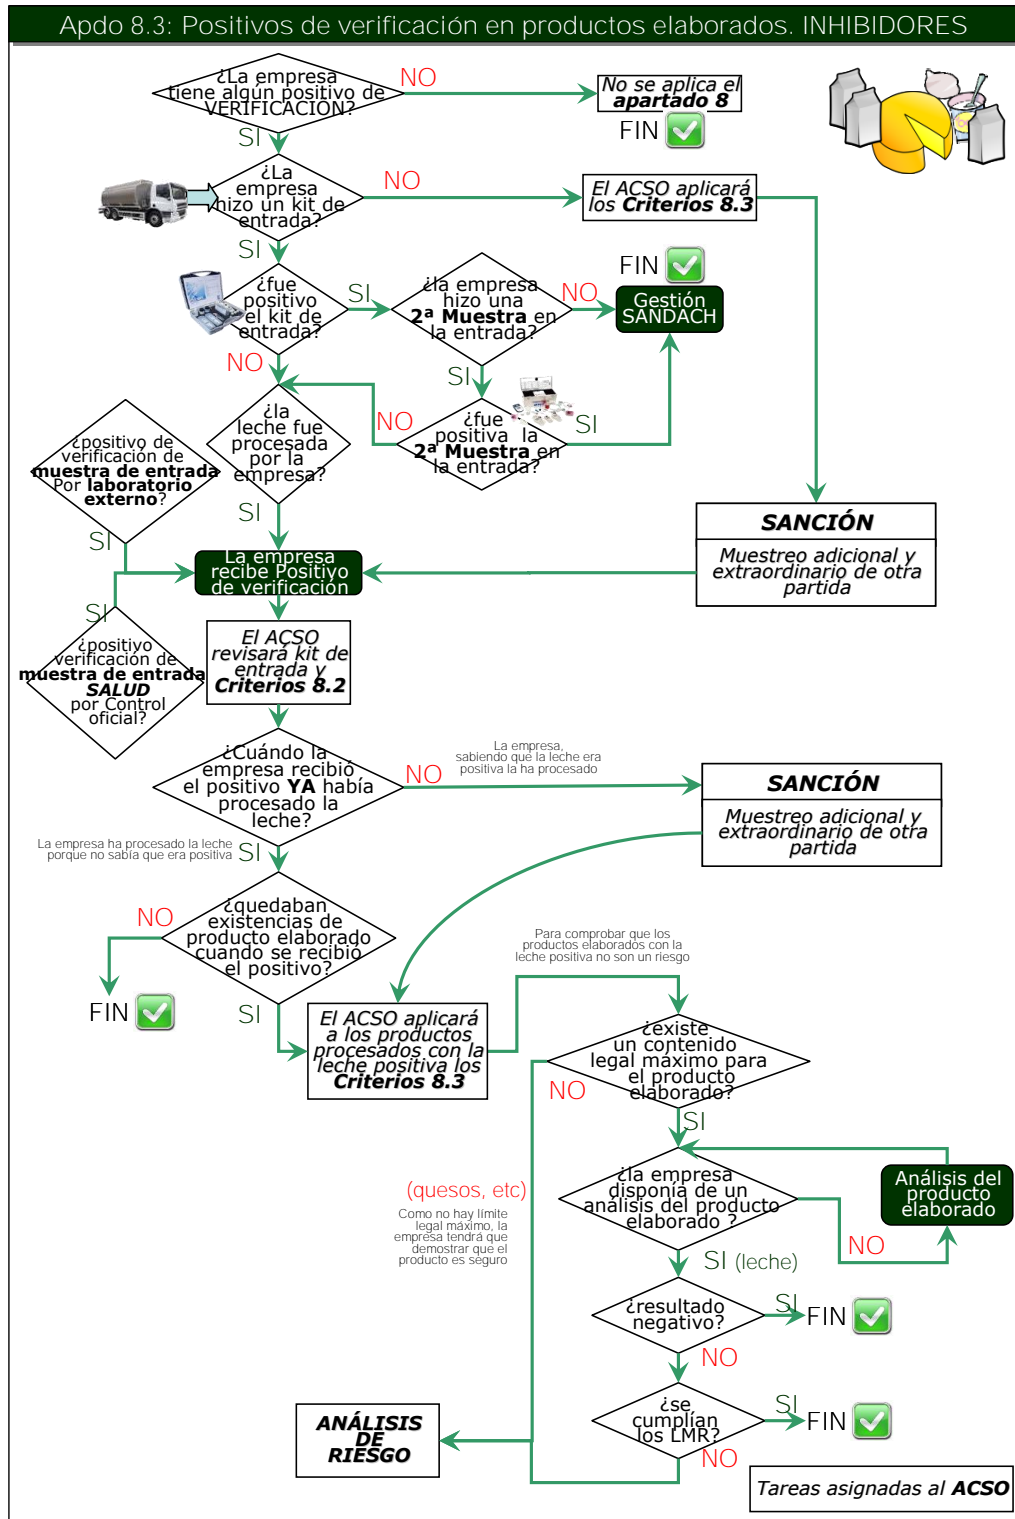 Apdo 8.3: Positivos de verificación en productos elaborados. INHIBIDORES
¿La empresa
tiene algún positivo de
VERIFICACIÓN?
NO
No se aplica el
apartado 8
FIN
SI
¿La
empresa
hizo un kit de
entrada?
NO
El ACSO aplicará
los Criterios 8.3
SI
¿fue
positivo
el kit de
entrada?
SI
¿la empresa
hizo una
2ª Muestra en
la entrada?
NO
FIN
Gestión
SANDACH
NO
SI
¿fue
positiva la
2ª Muestra en
la entrada?
NO
SI
¿la
leche fue
procesada
por la
empresa?
¿positivo de
verificación de
muestra de entrada
Por laboratorio
externo?
SI
SI
SANCIÓN
Muestreo adicional y
extraordinario de otra
partida
La empresa
recibe Positivo
de verificación
SI
¿positivo
verificación de
muestra de entrada
SALUD
por Control
oficial?
El ACSO
revisará kit de
entrada y
Criterios 8.2
¿Cuándo la
empresa recibió
el positivo YA había
procesado la
leche?
NO
La empresa,
sabiendo que la leche era
positiva la ha procesado
SANCIÓN
Muestreo adicional y
extraordinario de otra
partida
La empresa ha procesado la leche
porque no sabía que era positiva
SI
¿quedaban
existencias de
producto elaborado
cuando se recibió
el positivo?
NO
FIN
SI
El ACSO aplicará
a los productos
procesados con la
leche positiva los
Criterios 8.3
Para comprobar que los
productos elaborados con la
leche positiva no son un riesgo
¿existe
un contenido
legal máximo para
el producto
elaborado?
NO
SI
(quesos, etc)
Como no hay límite
legal máximo, la
empresa tendrá que
demostrar que el
producto es seguro
¿la empresa
disponía de un
análisis del producto
elaborado ?
NO
Análisis del
producto
elaborado
SI (leche)
¿resultado
negativo?
SI
FIN
NO
¿se
cumplían
los LMR?
SI
FIN
NO
ANÁLISIS
DE
RIESGO
Tareas asignadas al ACSO